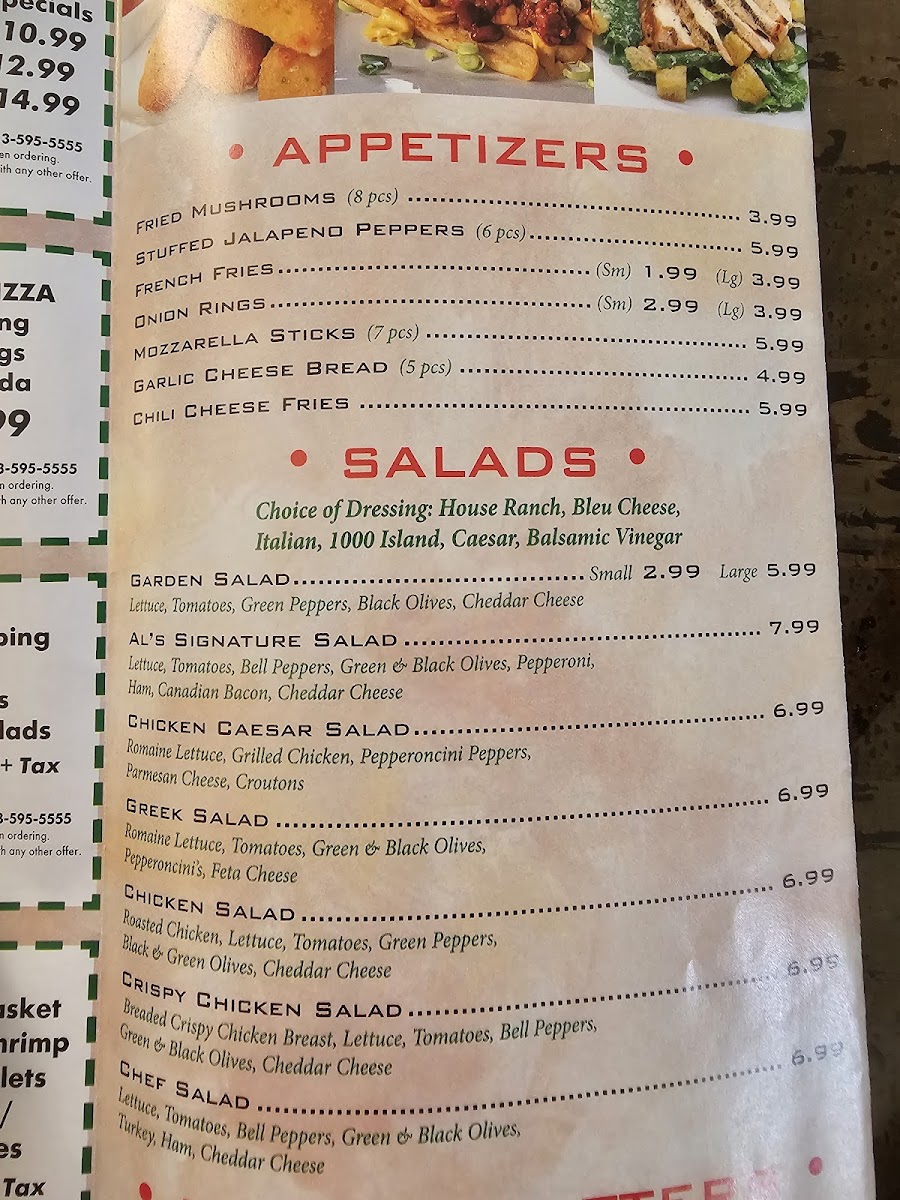 pecials
10.99
12.99
14.99
3-595-5555
en ordering.
ith any other offer.
IZZA
ng
gs
da
99
3-595-5555
n ordering.
h any other offer.
ping
s
lads
+ Tax
3-595-5555
n ordering.
h any other offer.
asket
hrimp
lets
/
es
Tax
• APPETIZERS •
FRIED MUSHROOMS (8 pcs) 3.99
STUFFED JALAPENO PEPPERS (6 pcs) 5.99
FRENCH FRIES (Sm) 1.99 (Lg) 3.99
ONION RINGS (Sm) 2.99 (Lg) 3.99
MOZZARELLA STICKS (7 pcs) 5.99
GARLIC CHEESE BREAD (5 pcs) 4.99
CHILI CHEESE FRIES 5.99
• SALADS •
Choice of Dressing: House Ranch, Bleu Cheese,
Italian, 1000 Island, Caesar, Balsamic Vinegar
GARDEN SALAD Small 2.99 Large 5.99
Lettuce, Tomatoes, Green Peppers, Black Olives, Cheddar Cheese
AL'S SIGNATURE SALAD 7.99
Lettuce, Tomatoes, Bell Peppers, Green & Black Olives, Pepperoni,
Ham, Canadian Bacon, Cheddar Cheese
CHICKEN CAESAR SALAD 6.99
Romaine Lettuce, Grilled Chicken, Pepperoncini Peppers,
Parmesan Cheese, Croutons
GREEK SALAD 6.99
Romaine Lettuce, Tomatoes, Green & Black Olives,
Pepperoncini's, Feta Cheese
CHICKEN SALAD 6.99
Roasted Chicken, Lettuce, Tomatoes, Green Peppers,
Black & Green Olives, Cheddar Cheese
CRISPY CHICKEN SALAD 6.99
Breaded Crispy Chicken Breast, Lettuce, Tomatoes, Bell Peppers,
Green & Black Olives, Cheddar Cheese
CHEF SALAD 6.99
Lettuce, Tomatoes, Bell Peppers, Green & Black Olives,
Turkey, Ham, Cheddar Cheese